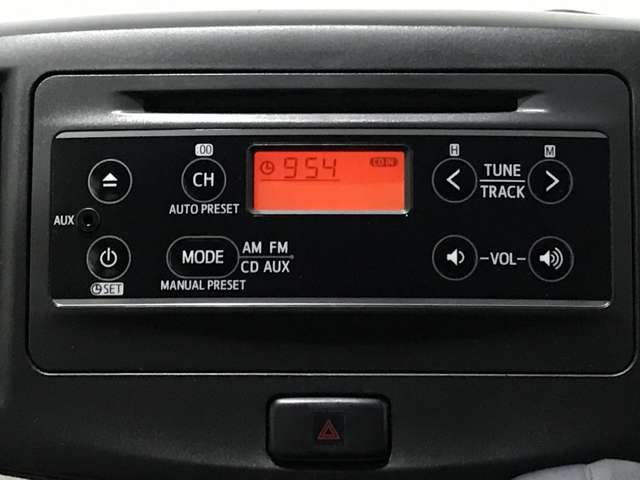 :00
H
M
9:54
CD IN
CH
TUNE
TRACK
AUTO PRESET
AUX
MODE
AM FM
CD AUX
VOL
SET
MANUAL PRESET